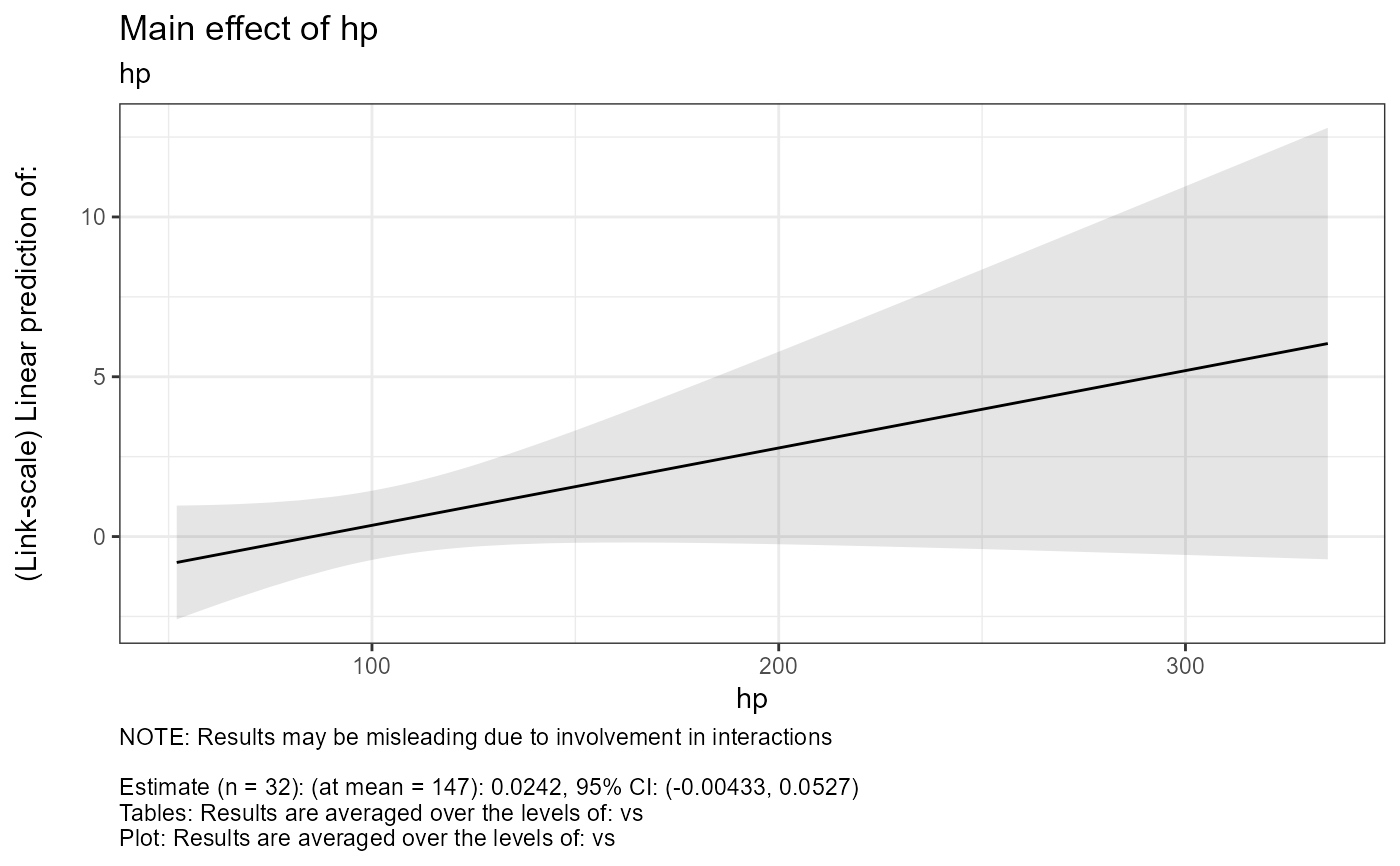 Main effect of hp
hp
(Link-scale) Linear prediction of:
10
5
0
100
200
300
hp
NOTE: Results may be misleading due to involvement in interactions
Estimate (n = 32): (at mean = 147): 0.0242, 95% CI: (-0.00433, 0.0527)
Tables: Results are averaged over the levels of: vs
Plot: Results are averaged over the levels of: vs